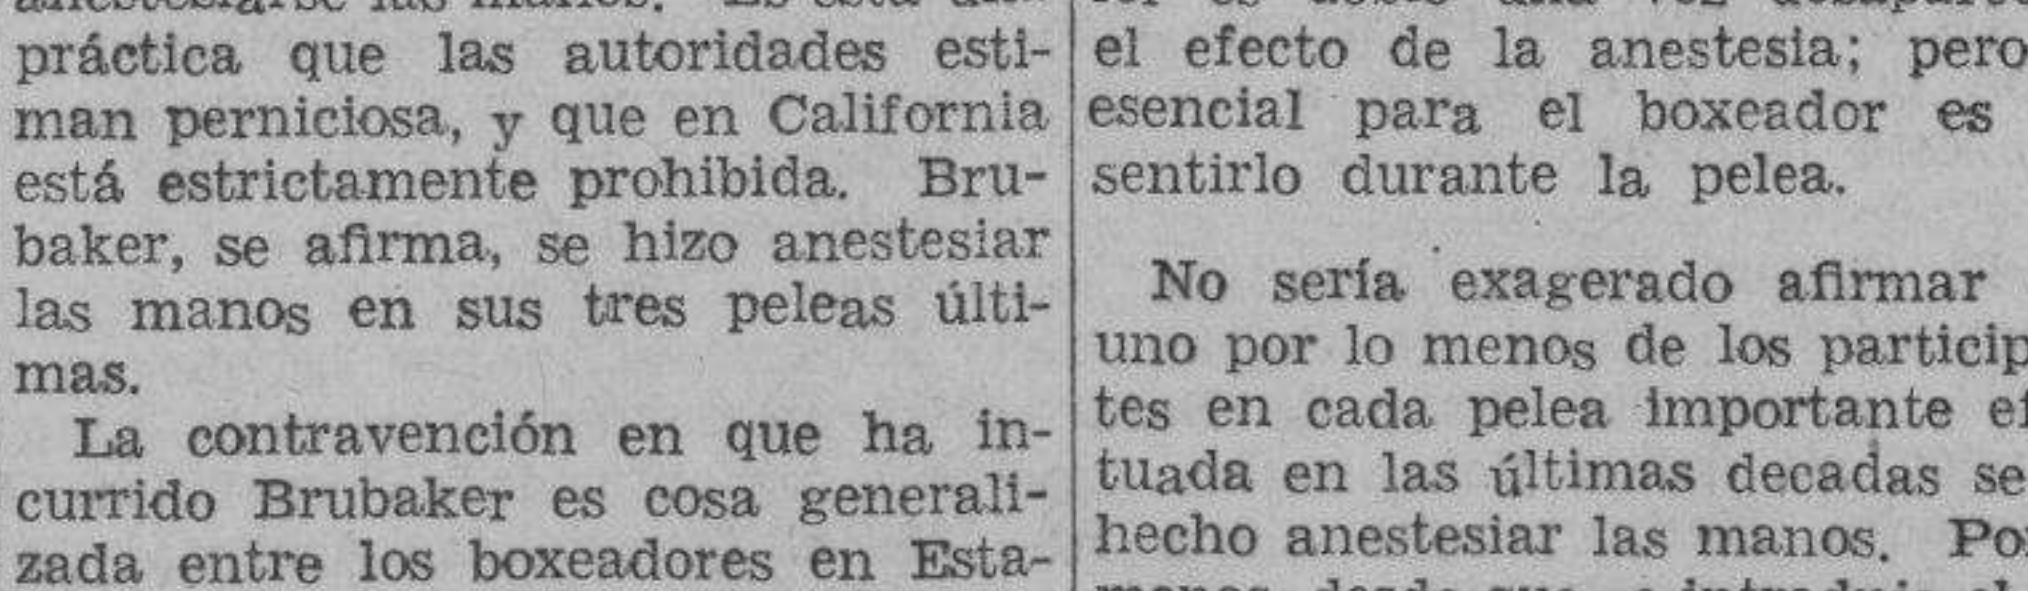 práctica que las autoridades esti-
man perniciosa, y que en California
está estrictamente prohibida. Bru-
baker, se afirma, se hizo anestesiar
las manos en sus tres peleas últi-
mas.
La contravención en que ha in-
currido Brubaker es cosa generali-
zada entre los boxeadores en Esta-
el efecto de la anestesia; pero
esencial para el boxeador es
sentirlo durante la pelea.
No sería exagerado afirmar
uno por lo menos de los particip
tes en cada pelea importante ef
tuada en las últimas decadas se
hecho anestesiar las manos.